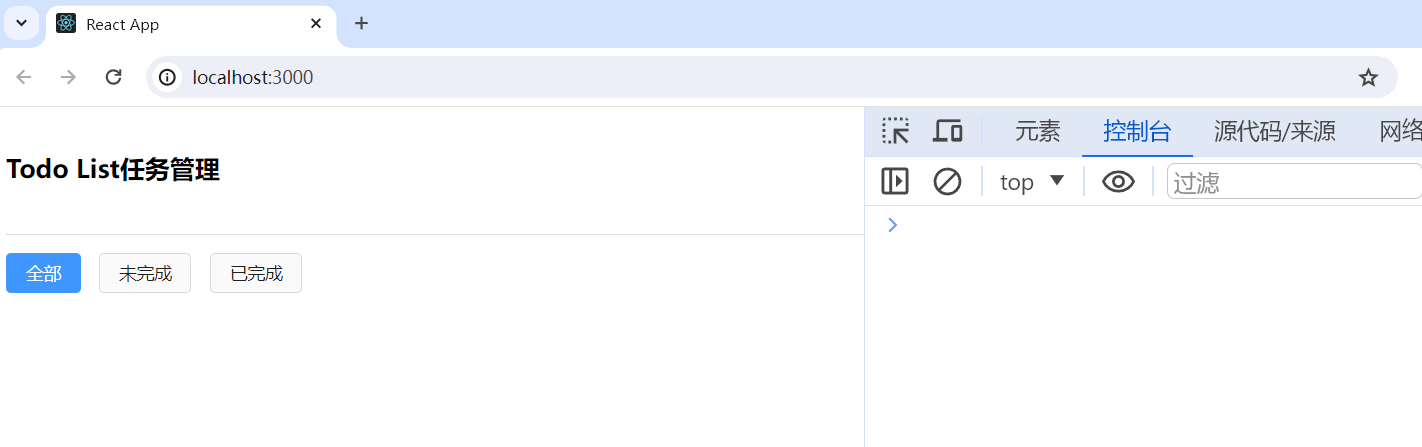 React App
localhost:3000
Todo List任务管理
全部 未完成 已完成
元素 控制台 源代码/来源 网络
top 过滤